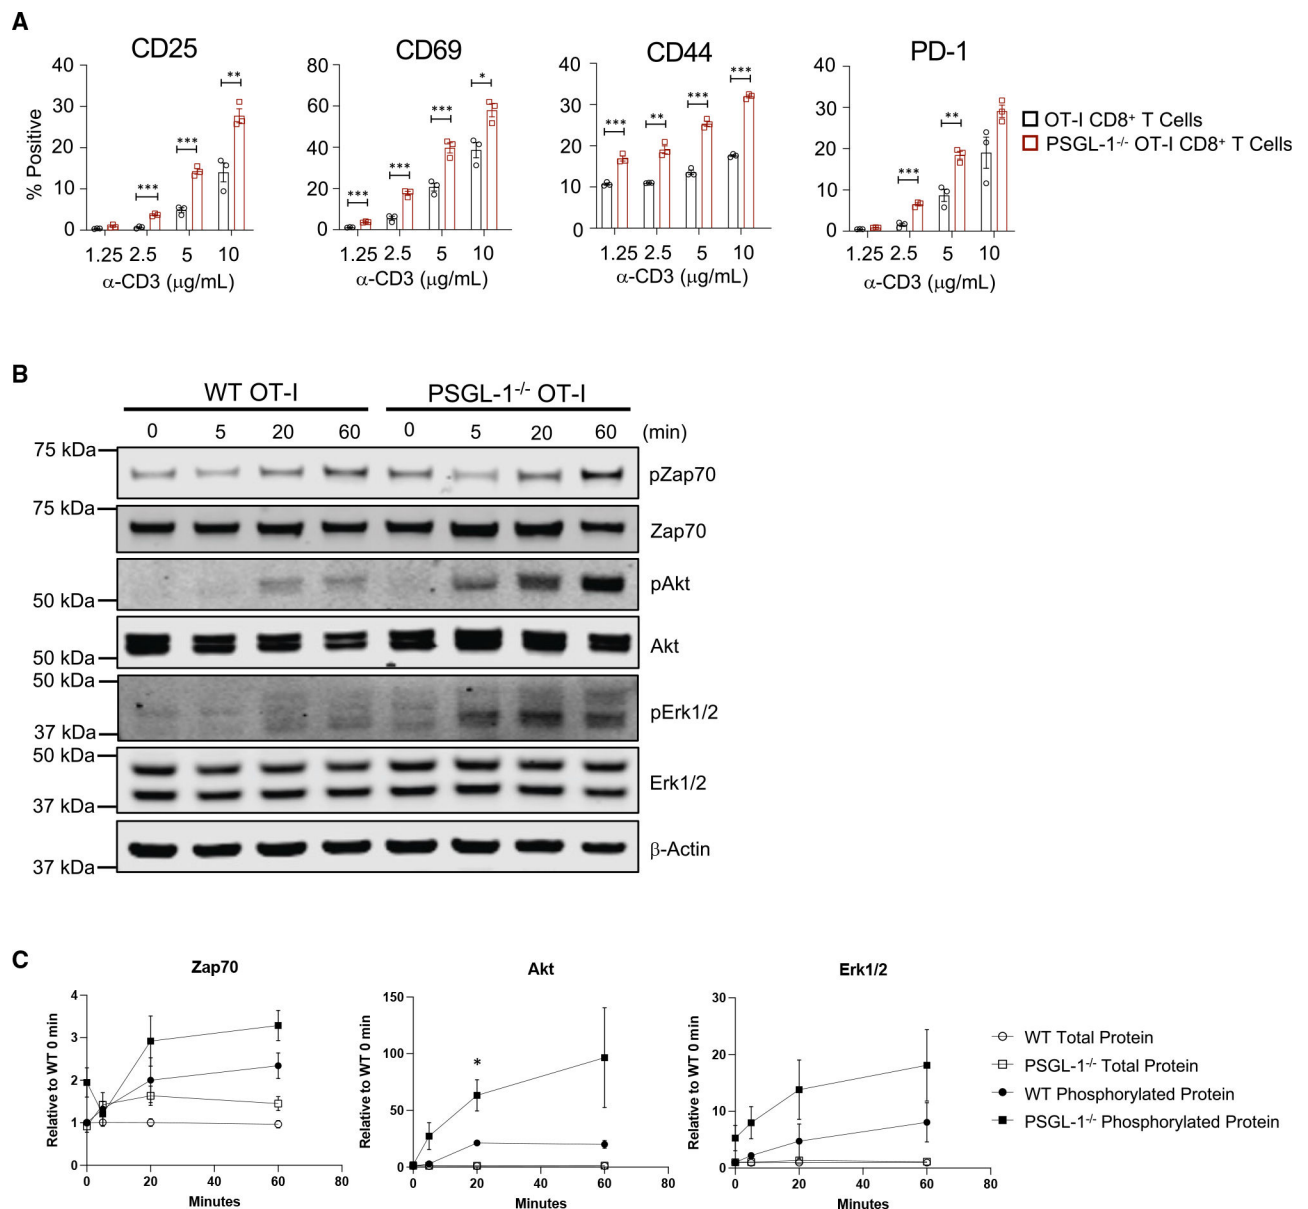 A
CD25
CD69
CD44
PD-1
% Positive
40
30
20
10
0
***
***
**
1.25 2.5 5 10
α-CD3 (μg/mL)
80
60
40
20
0
***
***
***
*
1.25 2.5 5 10
α-CD3 (μg/mL)
40
30
20
10
0
***
**
***
***
1.25 2.5 5 10
α-CD3 (μg/mL)
40
30
20
10
0
***
**
1.25 2.5 5 10
α-CD3 (μg/mL)
OT-I CD8⁺ T Cells
PSGL-1⁻/⁻ OT-I CD8⁺ T Cells
B
WT OT-I
PSGL-1⁻/⁻ OT-I
0 5 20 60 0 5 20 60 (min)
75 kDa
pZap70
75 kDa
Zap70
pAkt
50 kDa
Akt
50 kDa
50 kDa
pErk1/2
37 kDa
50 kDa
Erk1/2
37 kDa
β-Actin
37 kDa
C
Zap70
Relative to WT 0 min
4
3
2
1
0
0 20 40 60 80
Minutes
Akt
Relative to WT 0 min
150
100
50
0
*
0 20 40 60 80
Minutes
Erk1/2
Relative to WT 0 min
30
20
10
0
0 20 40 60 80
Minutes
WT Total Protein
PSGL-1⁻/⁻ Total Protein
WT Phosphorylated Protein
PSGL-1⁻/⁻ Phosphorylated Protein